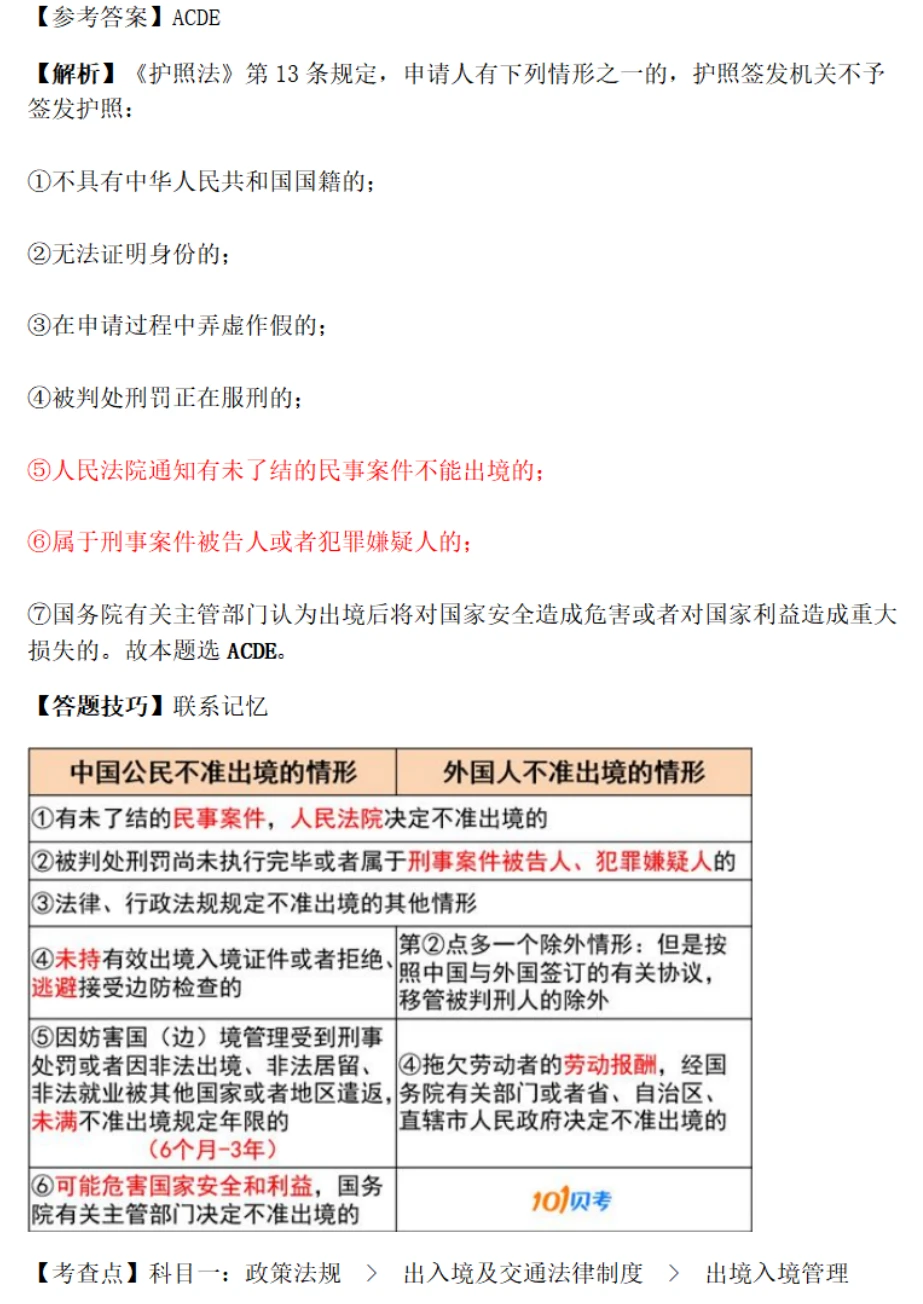 【参考答案】ACDE
【解析】《护照法》第 13 条规定，申请人有下列情形之一的，护照签发机关不予
签发护照：
①不具有中华人民共和国国籍的；
②无法证明身份的；
③在申请过程中弄虚作假的；
④被判处刑罚正在服刑的；
⑤人民法院通知有未了结的民事案件不能出境的；
⑥属于刑事案件被告人或者犯罪嫌疑人的；
⑦国务院有关主管部门认为出境后将对国家安全造成危害或者对国家利益造成重大
损失的。故本题选 ACDE。
【答题技巧】联系记忆
中国公民不准出境的情形
外国人不准出境的情形
①有未了结的民事案件，人民法院决定不准出境的
②被判处刑罚尚未执行完毕或者属于刑事案件被告人、犯罪嫌疑人的
③法律、行政法规规定不准出境的其他情形
④未持有效出境入境证件或者拒绝、
逃避接受边防检查的
第②点多一个除外情形：但是按
照中国与外国签订的有关协议，
移管被判刑人的除外
⑤因妨害国（边）境管理受到刑事
处罚或者因非法出境、非法居留、
非法就业被其他国家或者地区遣返，
未满不准出境规定年限的
（6个月-3年）
④拖欠劳动者的劳动报酬，经国
务院有关部门或者省、自治区、
直辖市人民政府决定不准出境的
⑥可能危害国家安全和利益，国务
院有关主管部门决定不准出境的
101贝考
【考查点】科目一：政策法规 > 出入境及交通法律制度 > 出境入境管理